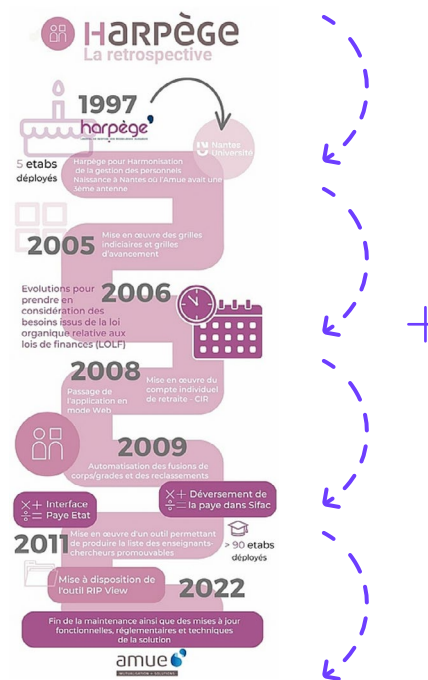 HARPÈGE
La retrospective
1997
harpège
Nantes
Université
5 etabs
déployés
Harpège pour Harmonisation
de la gestion des personnels
Naissance à Nantes où l'Amue avait une
3ème antenne
2005
Mise en œuvre des grilles
indiciaires et grilles
d'avancement
2006
Evolutions pour
prendre en
considération des
besoins issus de la loi
organique relative aux
lois de finances (LOLF)
2008
Passage de
l'application en
mode Web
Mise en œuvre du
compte individuel
de retraite - CIR
2009
Automatisation des fusions de
corps/grades et des reclassements
Interface
Paye Etat
Déversement de
la paye dans Sifac
2011
Mise en œuvre d'un outil permettant
de produire la liste des enseignants-
chercheurs promouvables
> 90 etabs
déployés
Mise à disposition de
l'outil RIP View
2022
Fin de la maintenance ainsi que des mises à jour
fonctionnelles, réglementaires et techniques
de la solution
amue
MUTUALISATION & SOLUTIONS